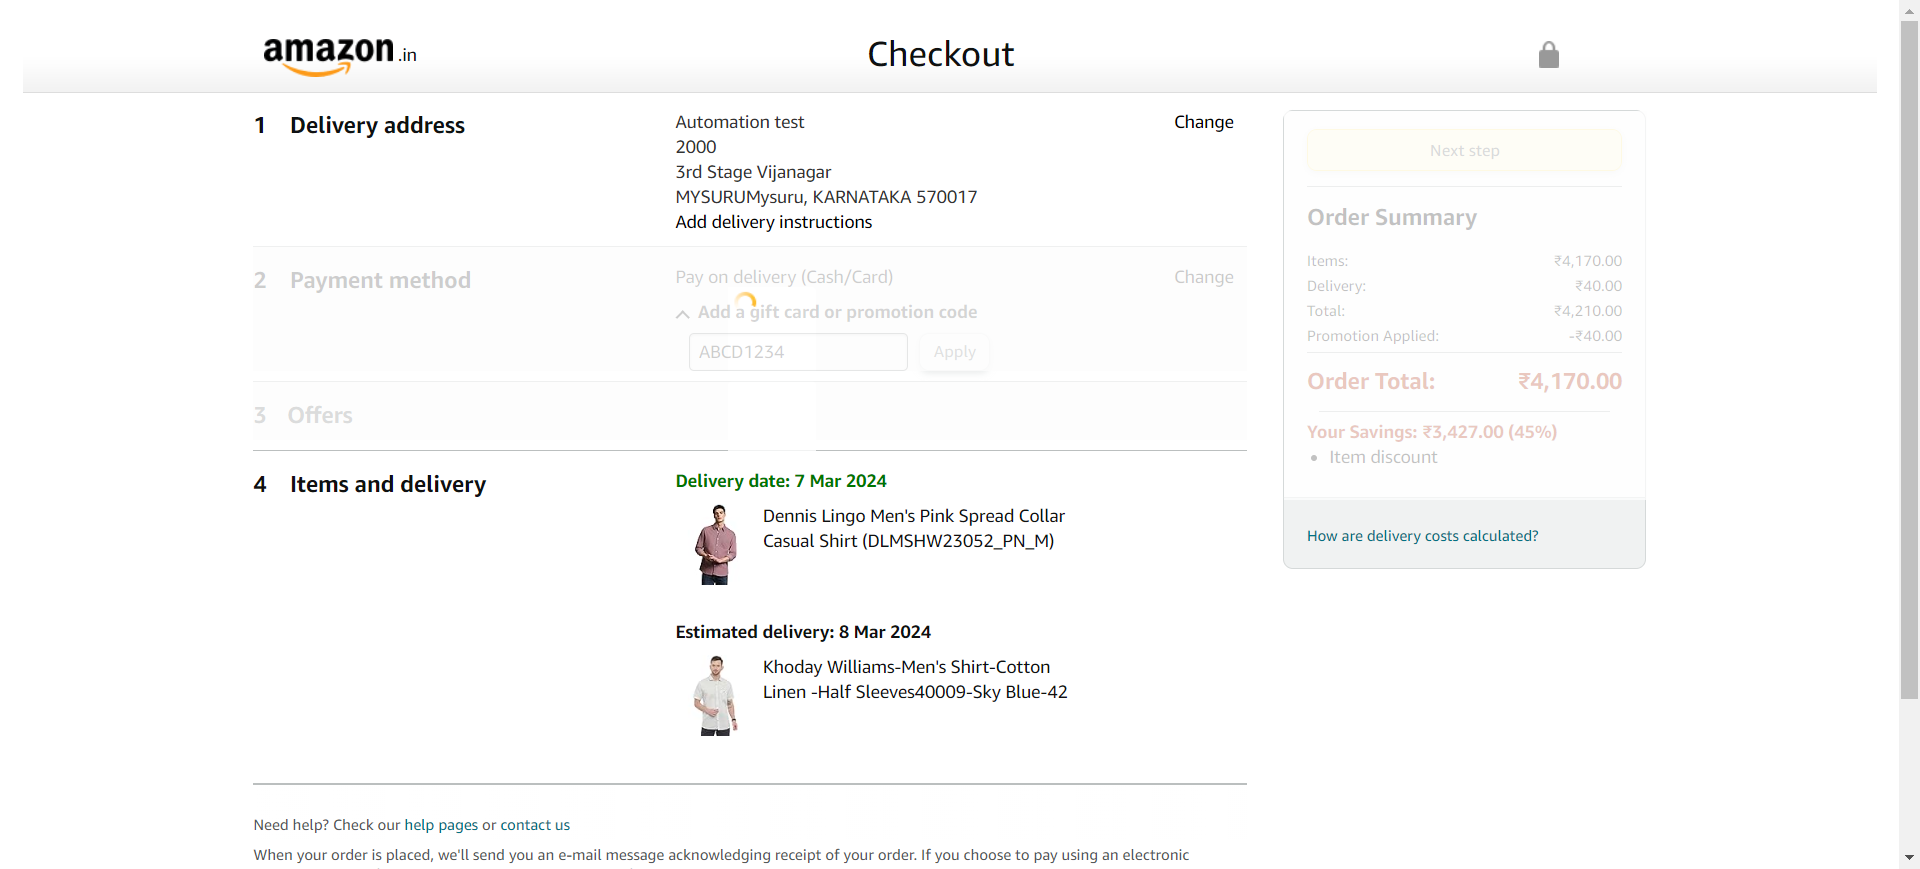 amazon.in
Checkout
1 Delivery address
Automation test
Change
2000
3rd Stage Vijanagar
MYSURUMysuru, KARNATAKA 570017
Add delivery instructions
2 Payment method
Pay on delivery (Cash/Card)
Change
Add a gift card or promotion code
ABCD1234
Apply
3 Offers
4 Items and delivery
Delivery date: 7 Mar 2024
Dennis Lingo Men's Pink Spread Collar
Casual Shirt (DLMSHW23052_PN_M)
Estimated delivery: 8 Mar 2024
Khoday Williams-Men's Shirt-Cotton
Linen -Half Sleeves40009-Sky Blue-42
Next step
Order Summary
Items: ₹4,170.00
Delivery: ₹40.00
Total: ₹4,210.00
Promotion Applied: -₹40.00
Order Total: ₹4,170.00
Your Savings: ₹3,427.00 (45%)
• Item discount
How are delivery costs calculated?
Need help? Check our help pages or contact us
When your order is placed, we'll send you an e-mail message acknowledging receipt of your order. If you choose to pay using an electronic